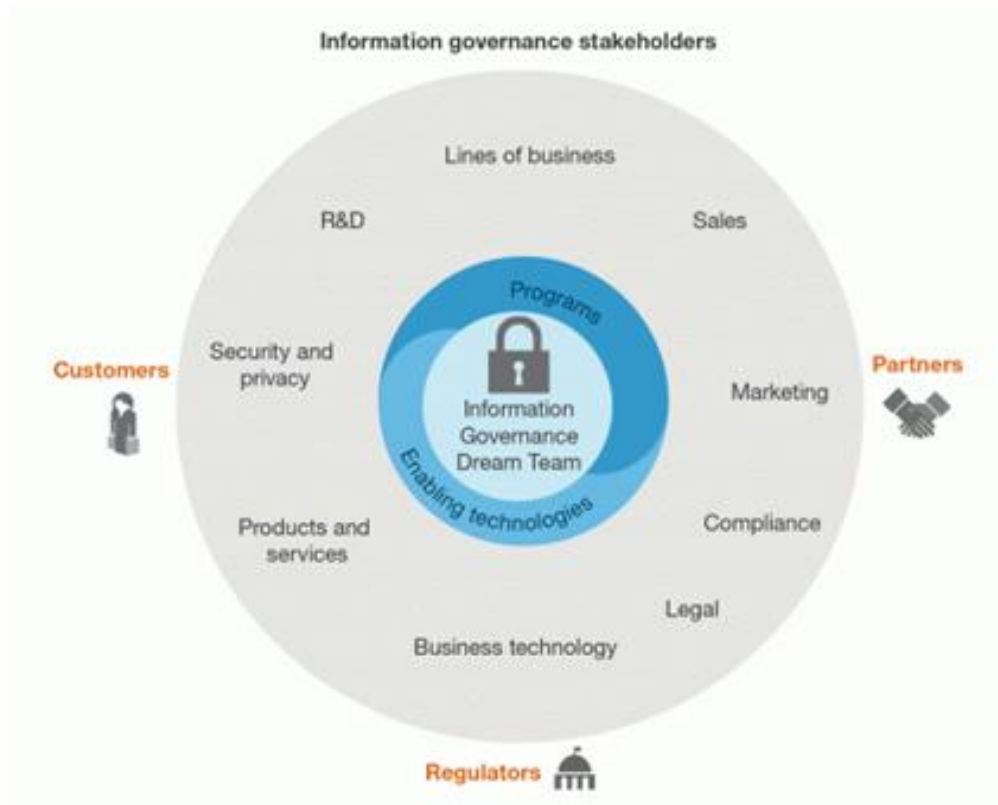 Information governance stakeholders
Lines of business
R&D
Sales
Programs
Security and
privacy
Customers
Partners
Marketing
Information
Governance
Dream Team
Enabling technologies
Products and
services
Compliance
Legal
Business technology
Regulators